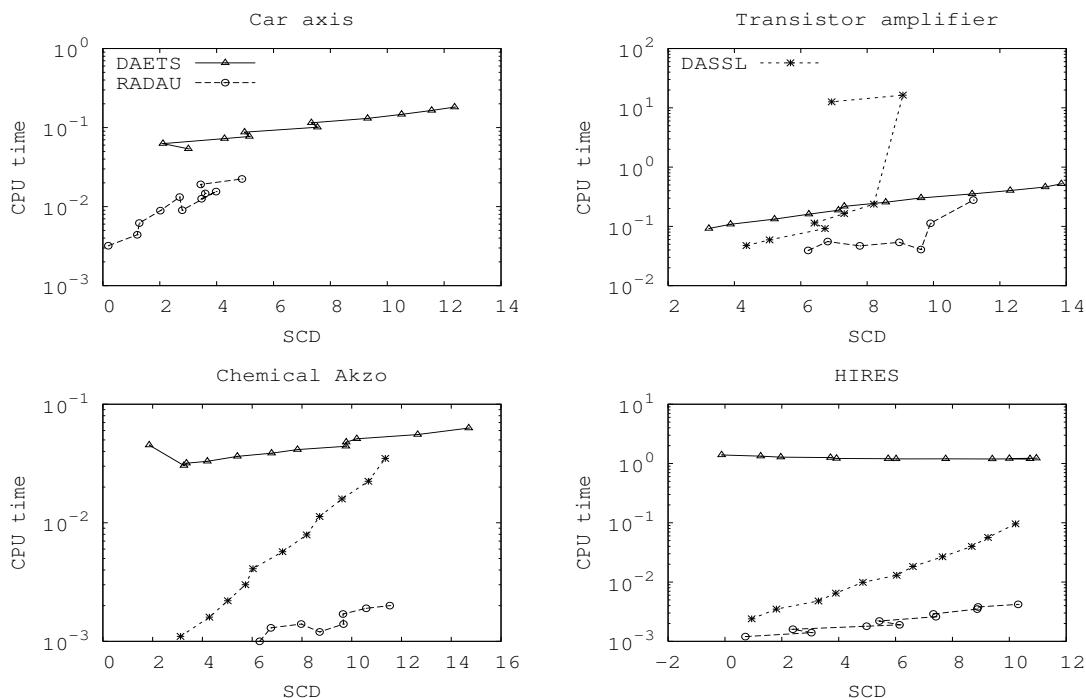 Car axis
DAETS
RADAU
10^0
10^-1
10^-2
10^-3
CPU time
0 2 4 6 8 10 12 14
SCD
Transistor amplifier
DASSL
10^2
10^1
10^0
10^-1
10^-2
CPU time
2 4 6 8 10 12 14
SCD
Chemical Akzo
10^-1
10^-2
10^-3
CPU time
0 2 4 6 8 10 12 14 16
SCD
HIRES
10^1
10^0
10^-1
10^-2
10^-3
CPU time
−2 0 2 4 6 8 10 12
SCD